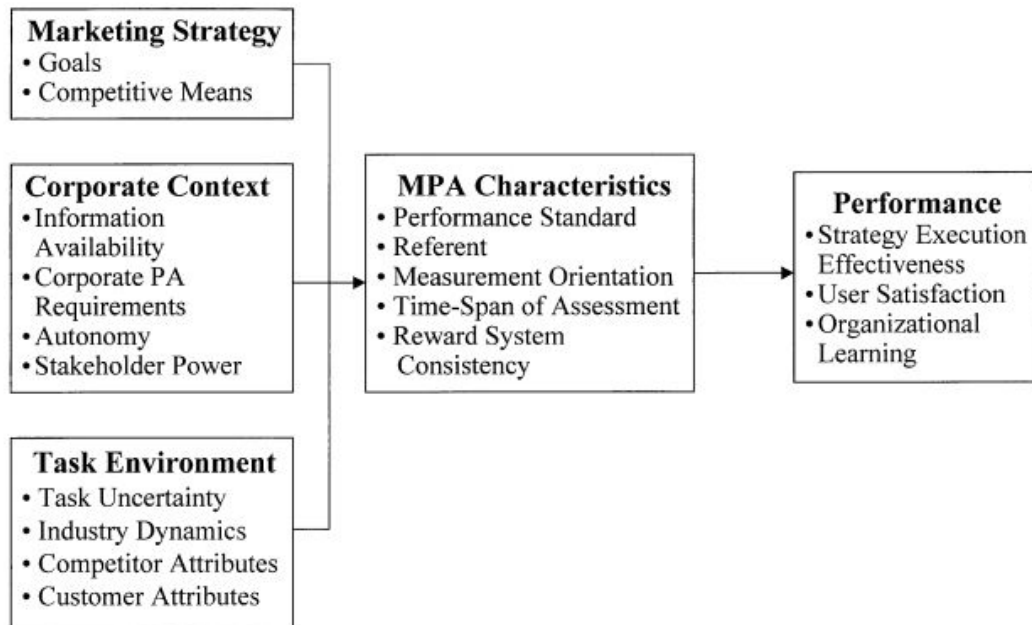 Marketing Strategy
• Goals
• Competitive Means
Corporate Context
•Information
Availability
•Corporate PA
Requirements
•Autonomy
•Stakeholder Power
Task Environment
• Task Uncertainty
• Industry Dynamics
• Competitor Attributes
• Customer Attributes
MPA Characteristics
• Performance Standard
• Referent
• Measurement Orientation
• Time-Span of Assessment
• Reward System
Consistency
Performance
•Strategy Execution
Effectiveness
•User Satisfaction
•Organizational
Learning